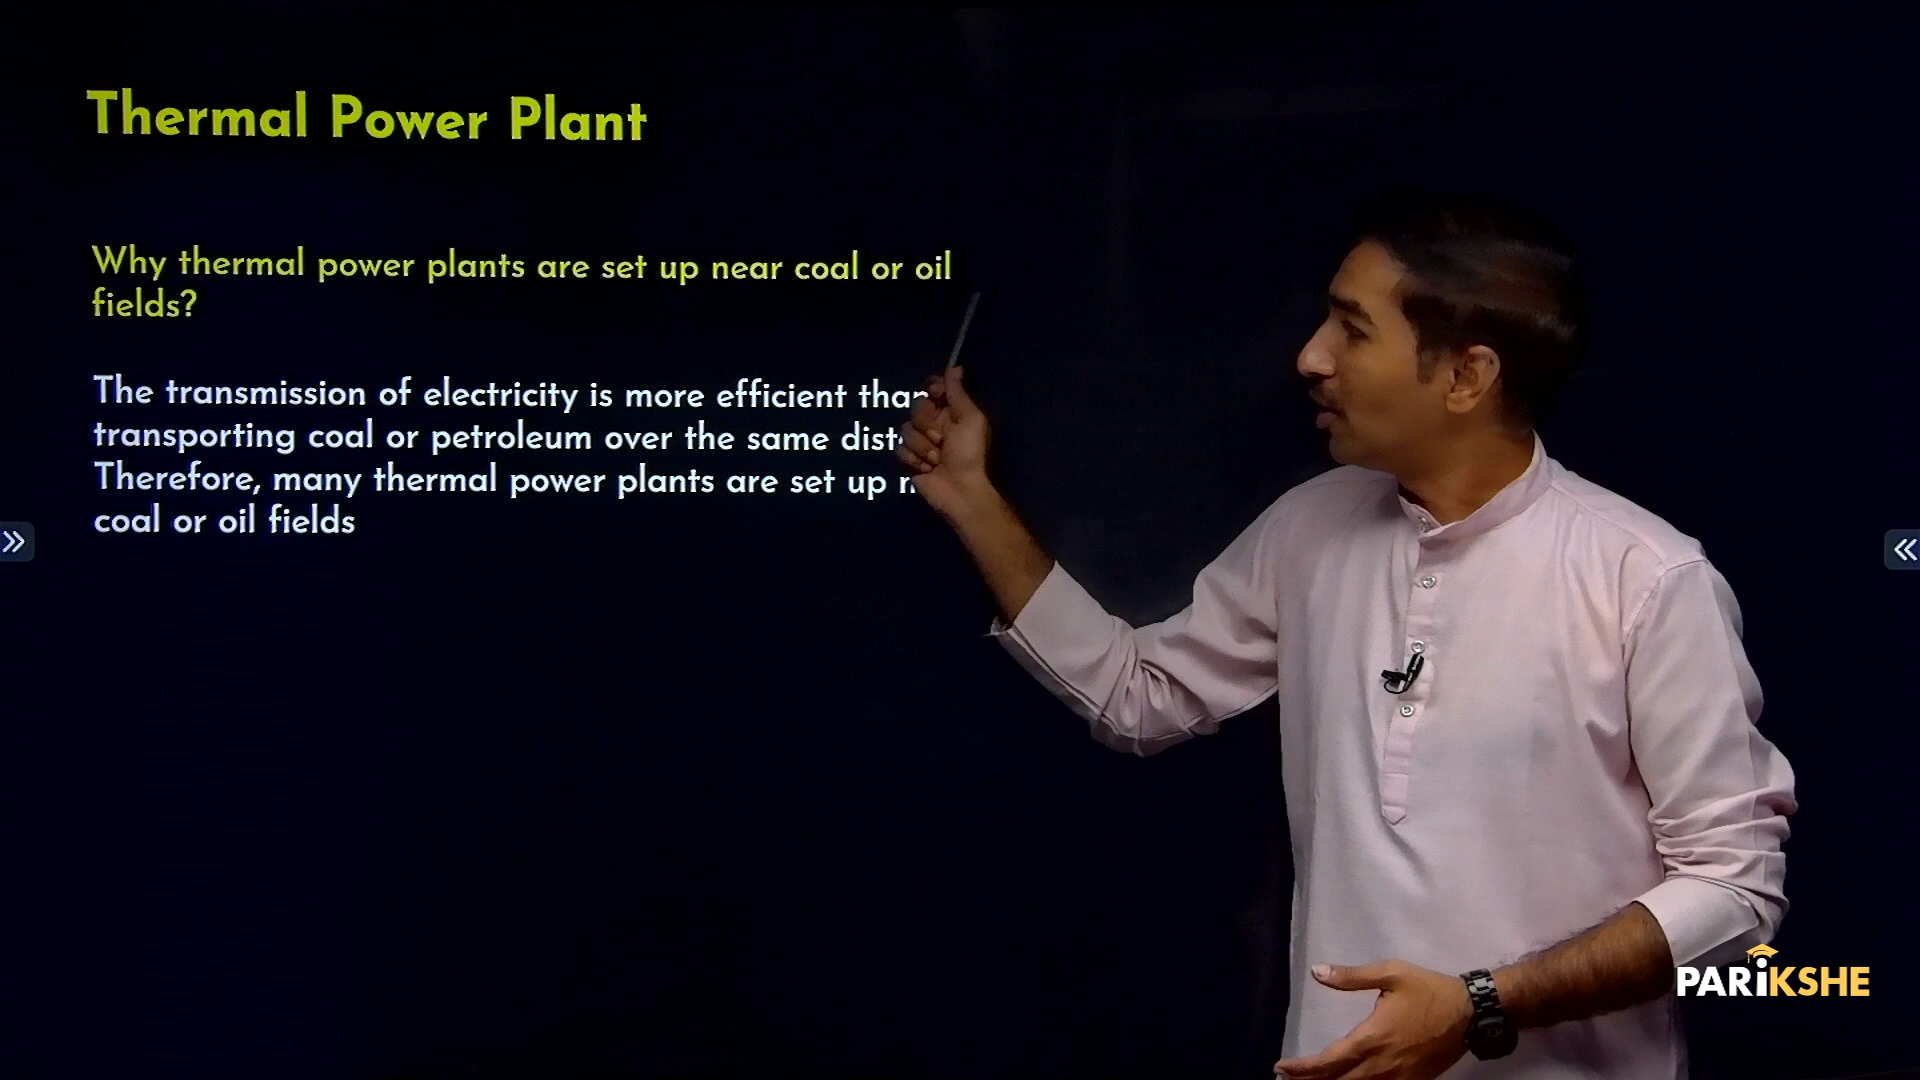 Thermal Power Plant
Why thermal power plants are set up near coal or oil
fields?
The transmission of electricity is more efficient than
transporting coal or petroleum over the same
Therefore, many thermal power plants are set up
coal or oil fields
PARiKSHE